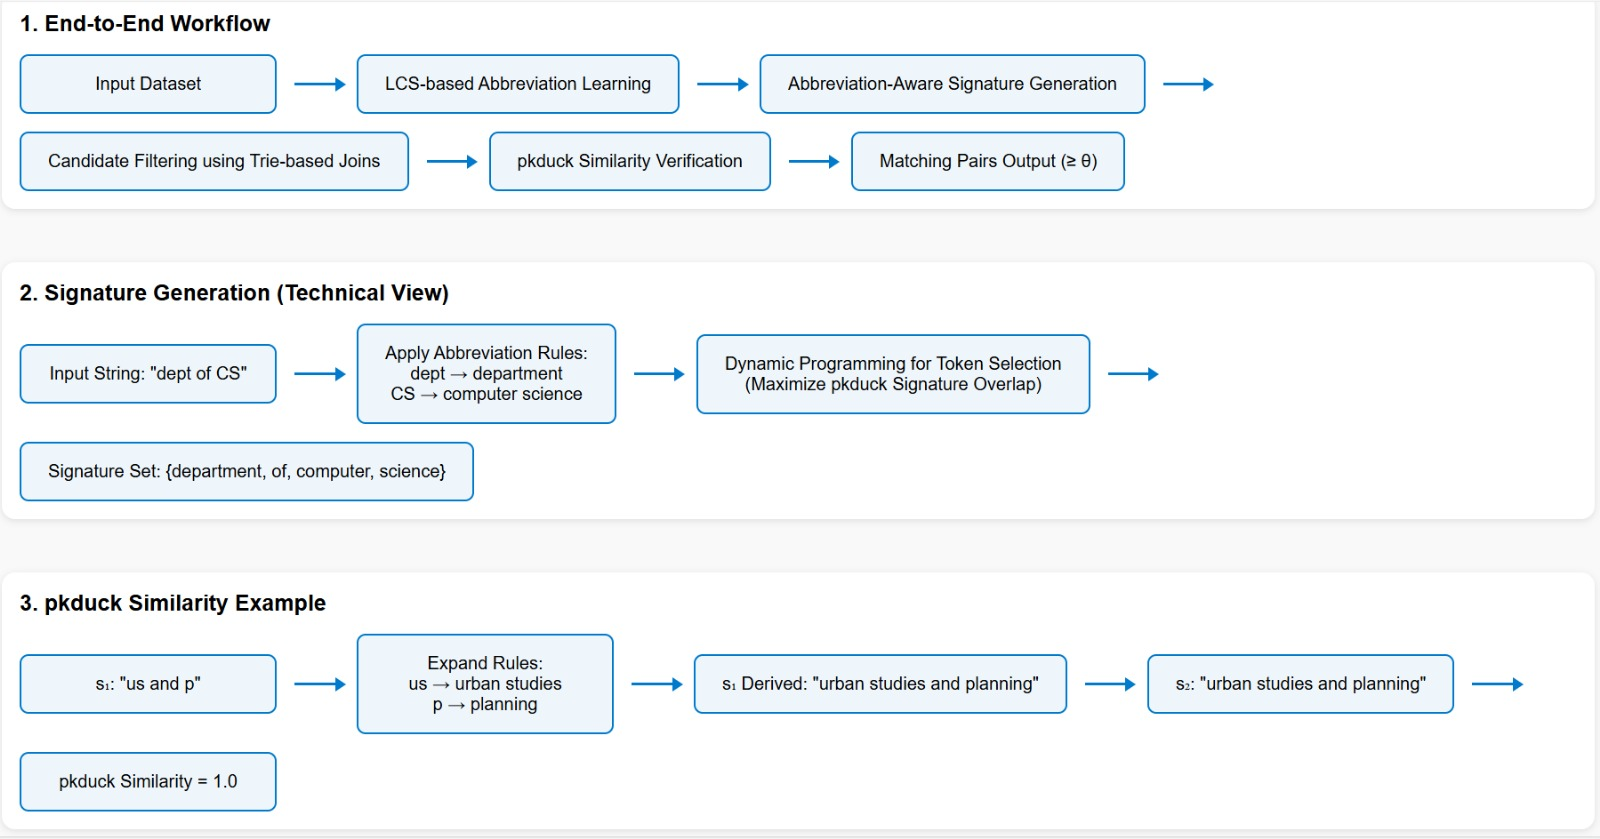 1. End-to-End Workflow
Input Dataset
LCS-based Abbreviation Learning
Abbreviation-Aware Signature Generation
Candidate Filtering using Trie-based Joins
pkduck Similarity Verification
Matching Pairs Output (≥ θ)
2. Signature Generation (Technical View)
Input String: "dept of CS"
Apply Abbreviation Rules:
dept → department
CS → computer science
Dynamic Programming for Token Selection
(Maximize pkduck Signature Overlap)
Signature Set: {department, of, computer, science}
3. pkduck Similarity Example
s₁: "us and p"
Expand Rules:
us → urban studies
p → planning
s₁ Derived: "urban studies and planning"
s₂: "urban studies and planning"
pkduck Similarity = 1.0